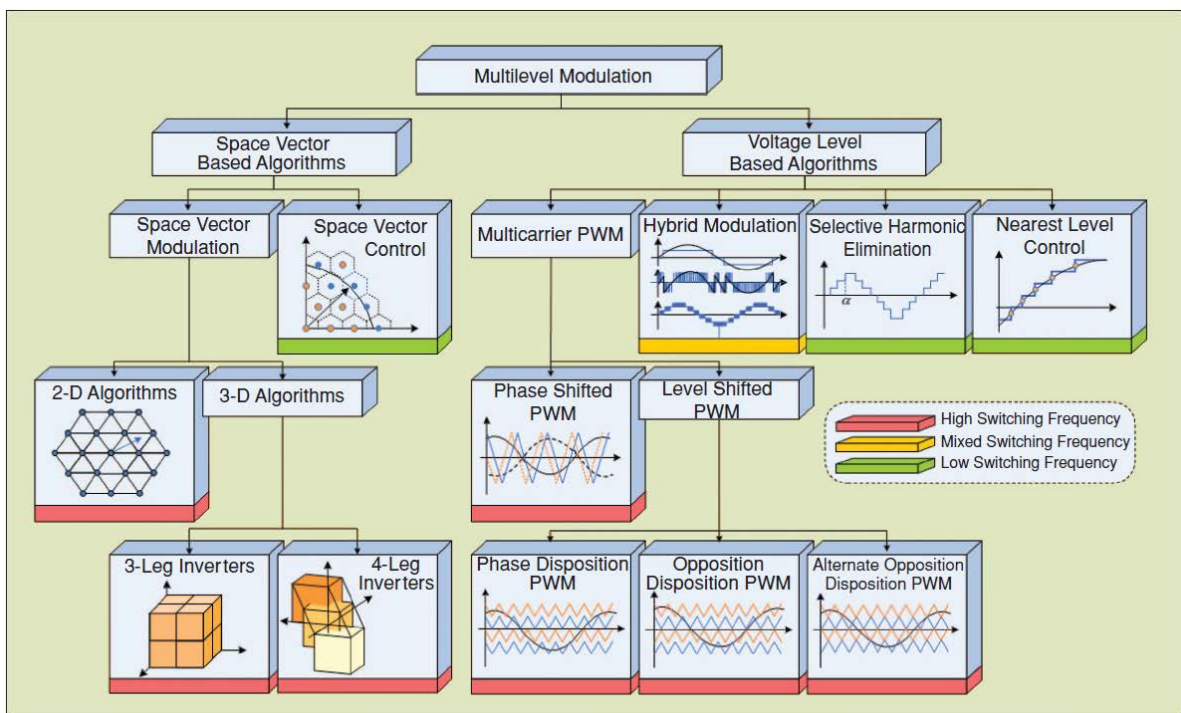 Multilevel Modulation
Space Vector
Based Algorithms
Voltage Level
Based Algorithms
Space Vector
Modulation
Space Vector
Control
Multicarrier PWM
Hybrid Modulation
Selective Harmonic
Elimination
α
Nearest Level
Control
2-D Algorithms
3-D Algorithms
Phase Shifted
PWM
Level Shifted
PWM
High Switching Frequency
Mixed Switching Frequency
Low Switching Frequency
3-Leg Inverters
4-Leg
Inverters
Phase Disposition
PWM
Opposition
Disposition PWM
Alternate Opposition
Disposition PWM